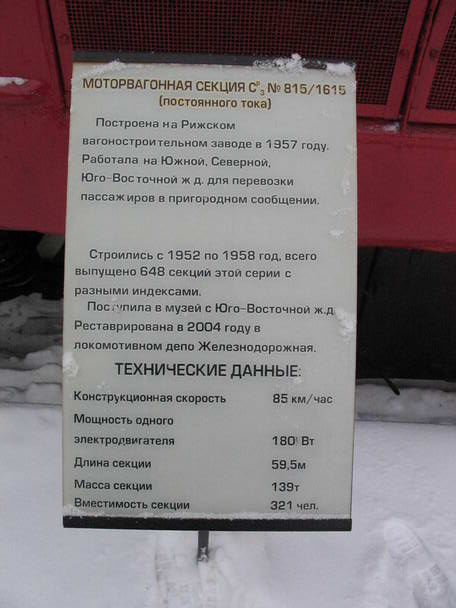 МОТОРВАГОННАЯ СЕКЦИЯ СР3 № 815/1615
(постоянного тока)
Построена на Рижском
вагоностроительном заводе в 1957 году.
Работала на Южной, Северной,
Юго-Восточной ж.д. для перевозки
пассажиров в пригородном сообщении.
Строились с 1952 по 1958 год, всего
выпущено 648 секций этой серии с
разными индексами.
Поступила в музей с Юго-Восточной ж.д.
Реставрирована в 2004 году в
локомотивном депо Железнодорожная.
ТЕХНИЧЕСКИЕ ДАННЫЕ:
Конструкционная скорость 85 км/час
Мощность одного
электродвигателя 180 Вт
Длина секции 59,5м
Масса секции 139т
Вместимость секции 321 чел.